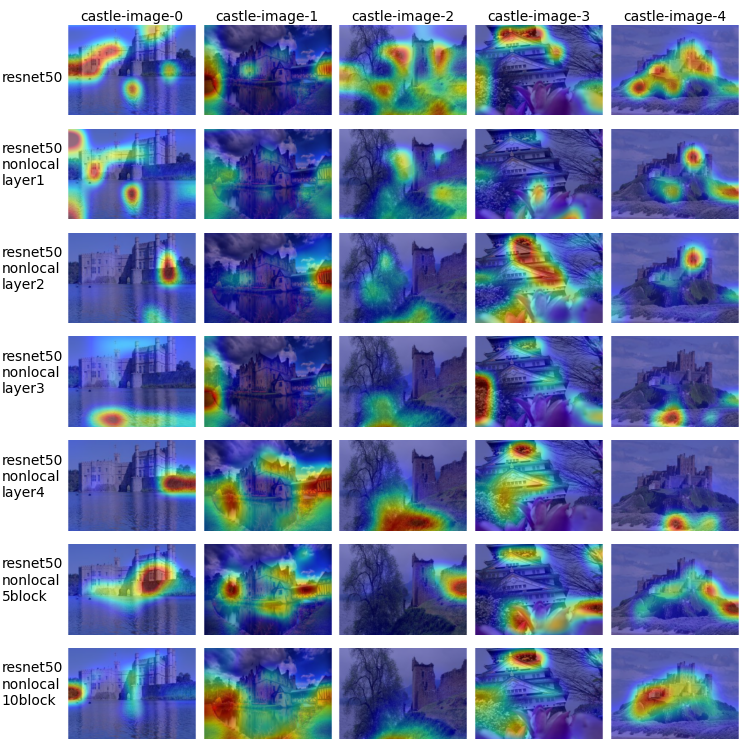 castle-image-0 castle-image-1 castle-image-2 castle-image-3 castle-image-4
resnet50
resnet50
nonlocal
layer1
resnet50
nonlocal
layer2
resnet50
nonlocal
layer3
resnet50
nonlocal
layer4
resnet50
nonlocal
5block
resnet50
nonlocal
10block